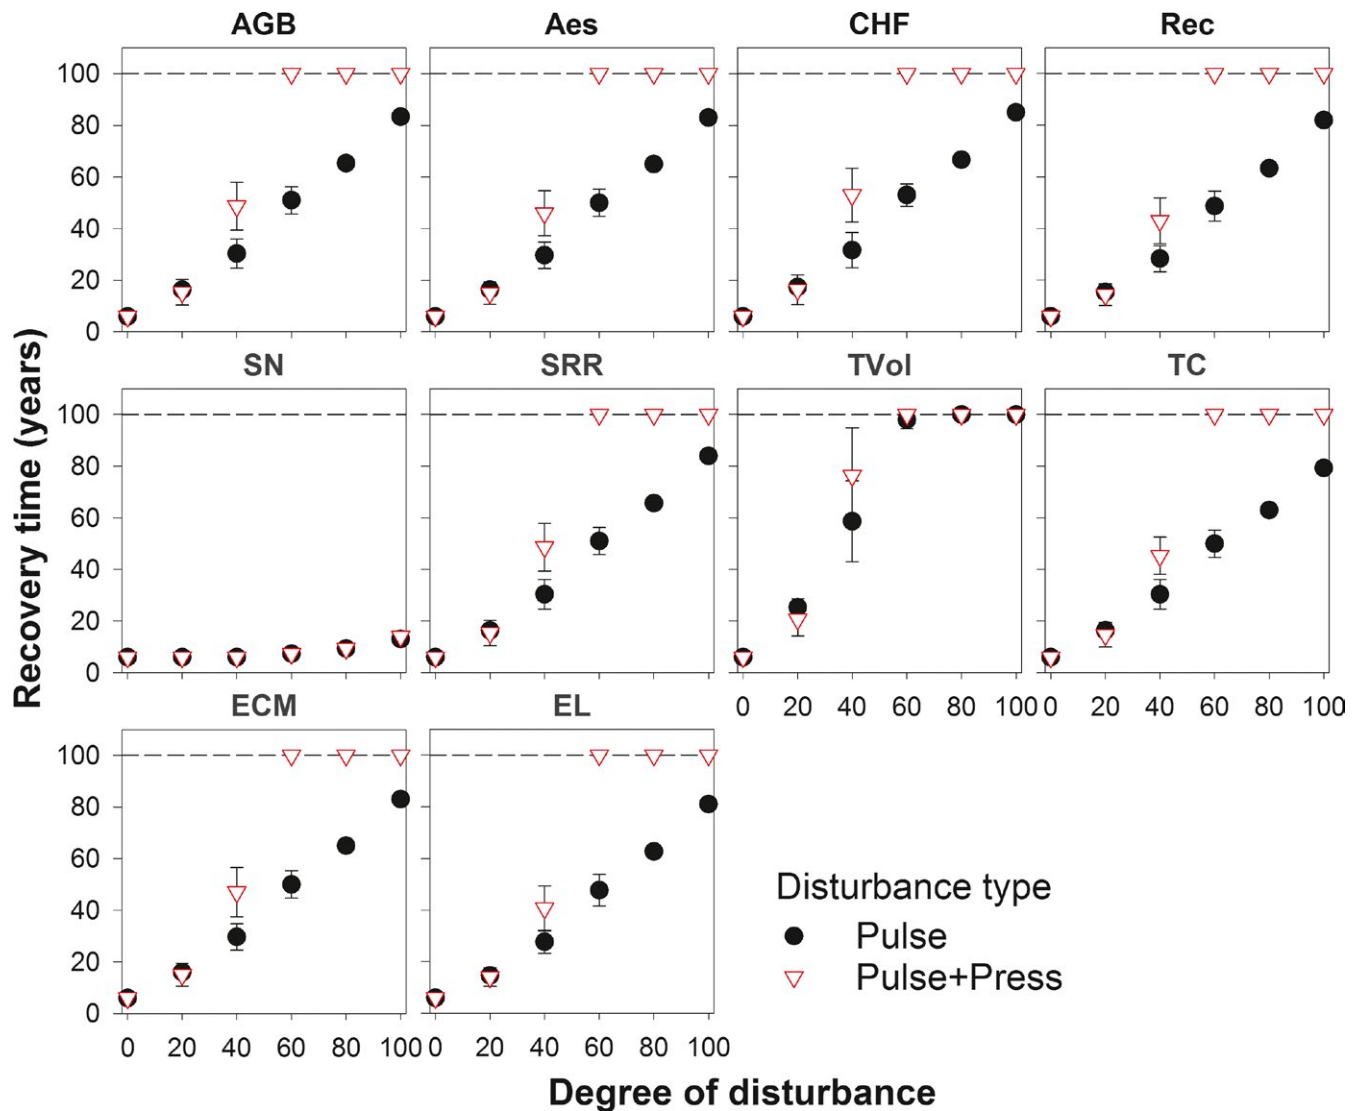 AGB Aes CHF Rec
100
80
60
40
20
0
SN SRR TVol TC
100
80
60
40
20
0
0 20 40 60 80 100 0 20 40 60 80 100
ECM EL
100
80
60
40
20
0
0 20 40 60 80 100 0 20 40 60 80 100
Recovery time (years)
Degree of disturbance
Disturbance type
Pulse
Pulse+Press